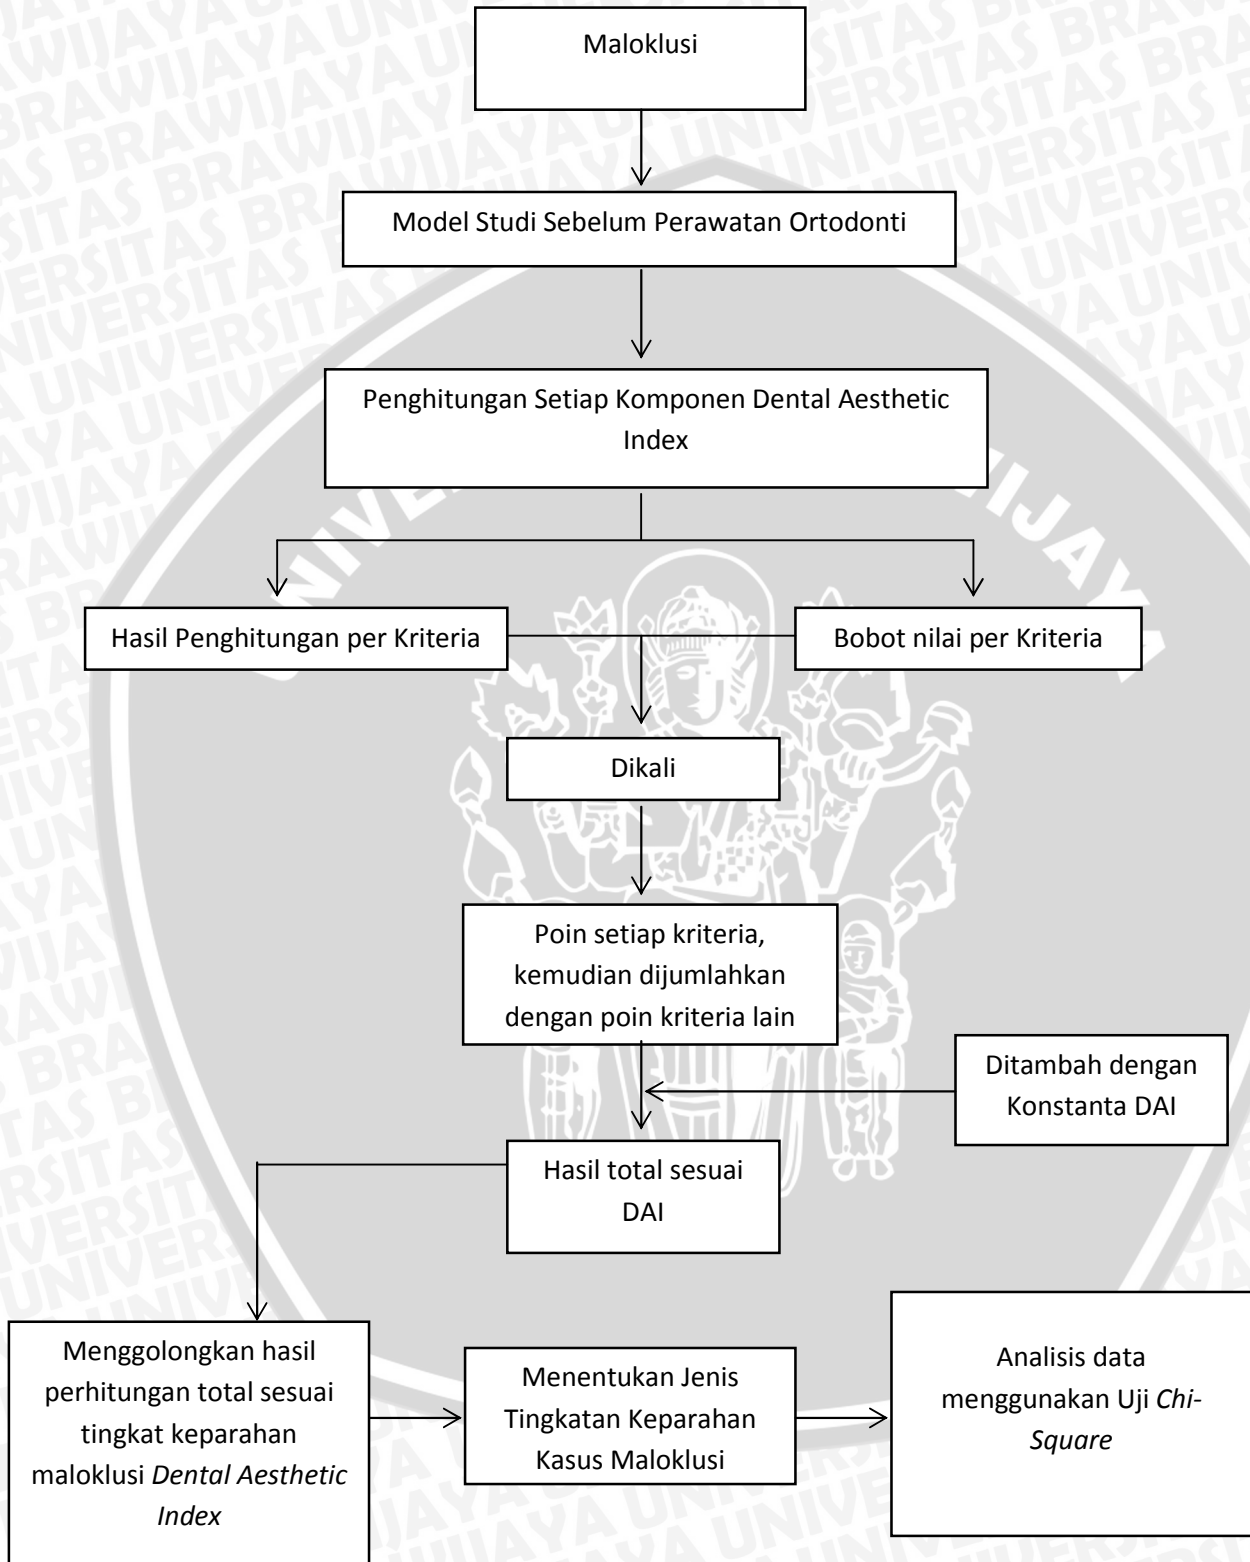 Maloklusi
Model Studi Sebelum Perawatan Ortodonti
Penghitungan Setiap Komponen Dental Aesthetic
Index
Hasil Penghitungan per Kriteria
Bobot nilai per Kriteria
Dikali
Poin setiap kriteria,
kemudian dijumlahkan
dengan poin kriteria lain
Ditambah dengan
Konstanta DAI
Hasil total sesuai
DAI
Menggolongkan hasil
perhitungan total sesuai
tingkat keparahan
maloklusi Dental Aesthetic
Index
Menentukan Jenis
Tingkatan Keparahan
Kasus Maloklusi
Analisis data
menggunakan Uji Chi-
Square